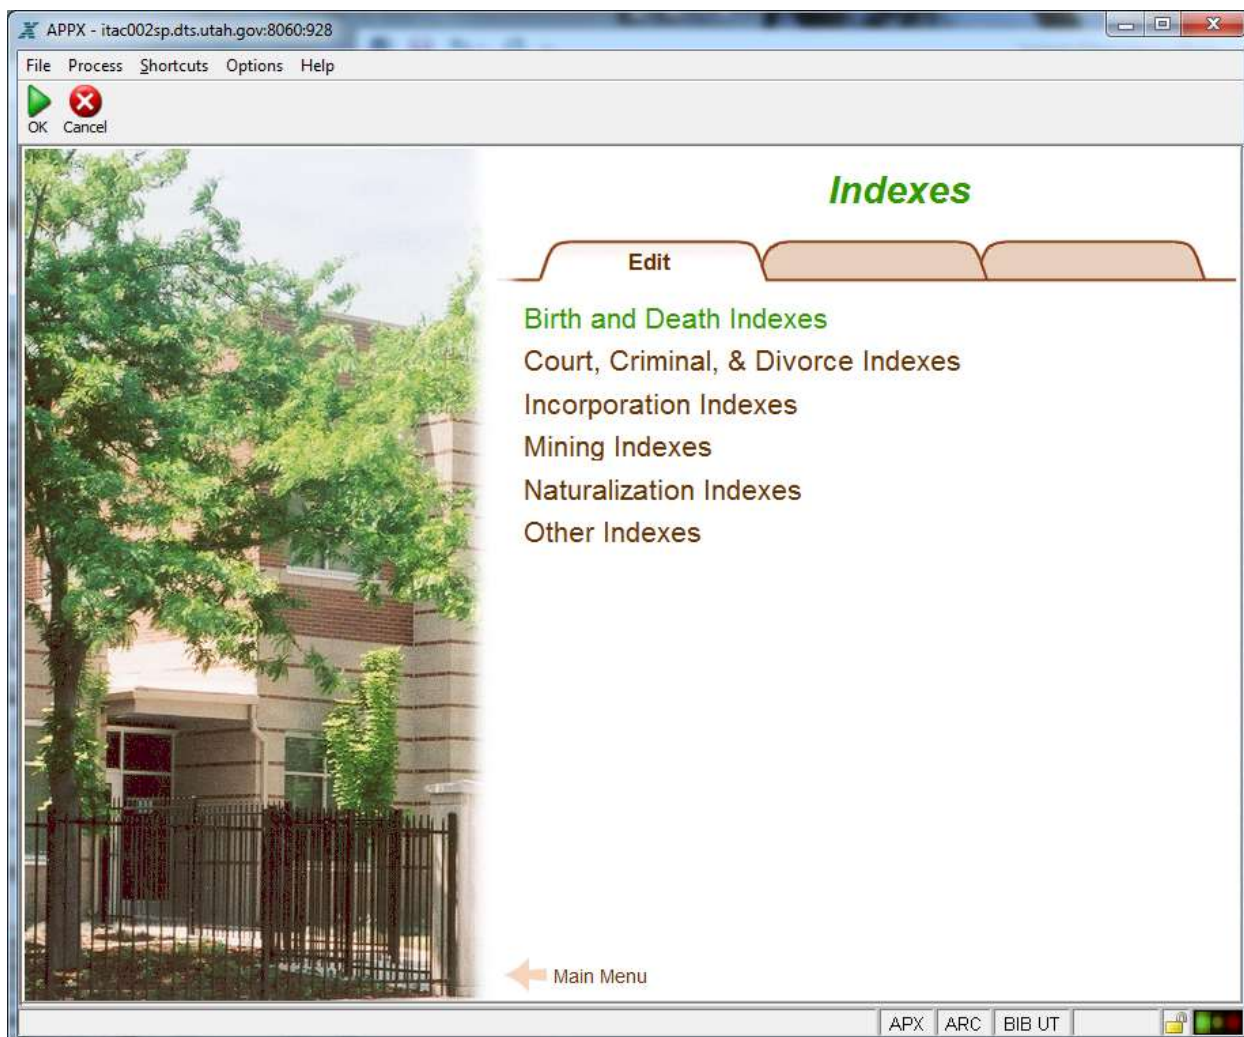 APPX - itac002sp.dts.utah.gov:8060:928
File Process Shortcuts Options Help
OK Cancel
Indexes
Edit
Birth and Death Indexes
Court, Criminal, & Divorce Indexes
Incorporation Indexes
Mining Indexes
Naturalization Indexes
Other Indexes
Main Menu
APX ARC BIB UT